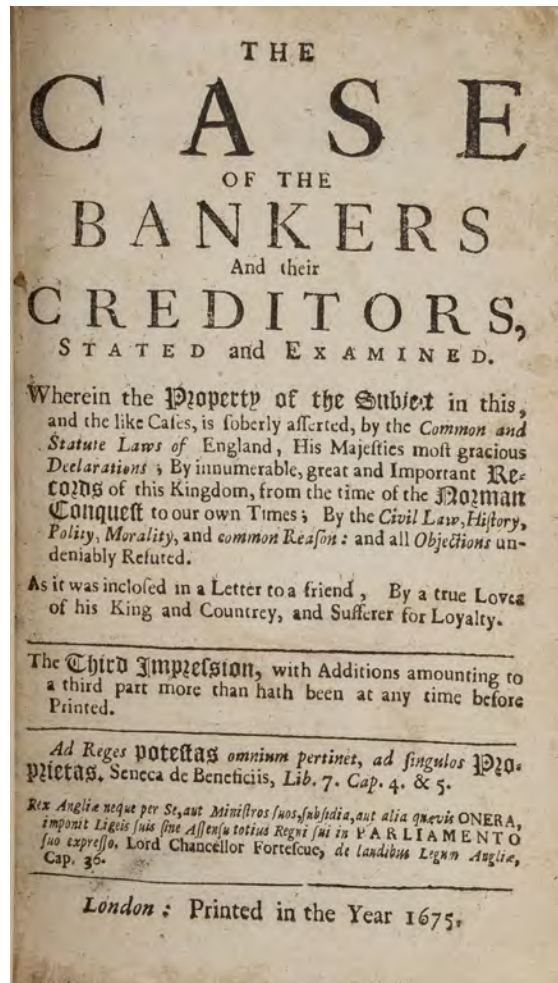 THE
CASE
OF THE
BANKERS
And their
CREDITORS,
STATED and EXAMINED.
Wherein the Property of the Subject in this,
and the like Caſes, is ſoberly aſſerted, by the Common and
Statute Laws of England, His Majeſties moſt gracious
Declarations; By innumerable, great and Important Re-
cords of this Kingdom, from the time of the Norman
Conqueſt to our own Times; By the Civil Law, Hiſtory,
Polity, Morality, and common Reaſon: and all Objections un-
deniably Refuted.
As it was incloſed in a Letter to a friend, By a true Lover
of his King and Countrey, and Sufferer for Loyalty.
The Third Impreſsion, with Additions amounting to
a third part more than hath been at any time before
Printed.
Ad Reges poteſtas omnium pertinet, ad ſingulos Pro-
prietas. Seneca de Beneficiis, Lib. 7. Cap. 4. & 5.
Rex Angliæ neque per Se, aut Miniſtros ſuos, ſubſidia, aut alia quævis ONERA,
imponit Ligeis ſuis ſine Aſſenſu totius Regni ſui in PARLIAMENTO
ſuo expreſſo. Lord Chancellor Forteſcue, de laudibus Legum Angliæ,
Cap. 36.
London: Printed in the Year 1675.